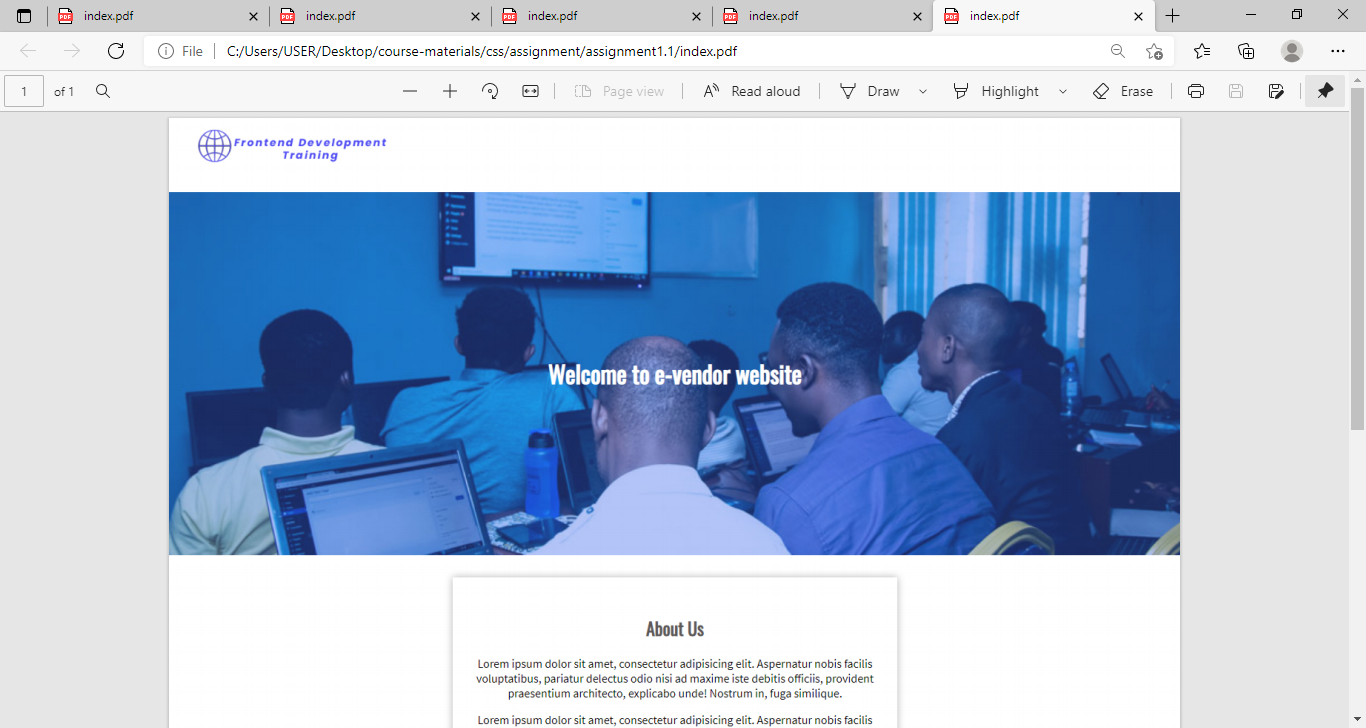 index.pdf
index.pdf
index.pdf
index.pdf
index.pdf
File
C:/Users/USER/Desktop/course-materials/css/assignment/assignment1.1/index.pdf
1 of 1
Page view
Read aloud
Draw
Highlight
Erase
Frontend Development
Training
Welcome to e-vendor website
About Us
Lorem ipsum dolor sit amet, consectetur adipisicing elit. Aspernatur nobis facilis
voluptatibus, pariatur delectus odio nisi ad maxime iste debitis officiis, provident
praesentium architecto, explicabo unde! Nostrum in, fuga similique.
Lorem ipsum dolor sit amet, consectetur adipisicing elit. Aspernatur nobis facilis